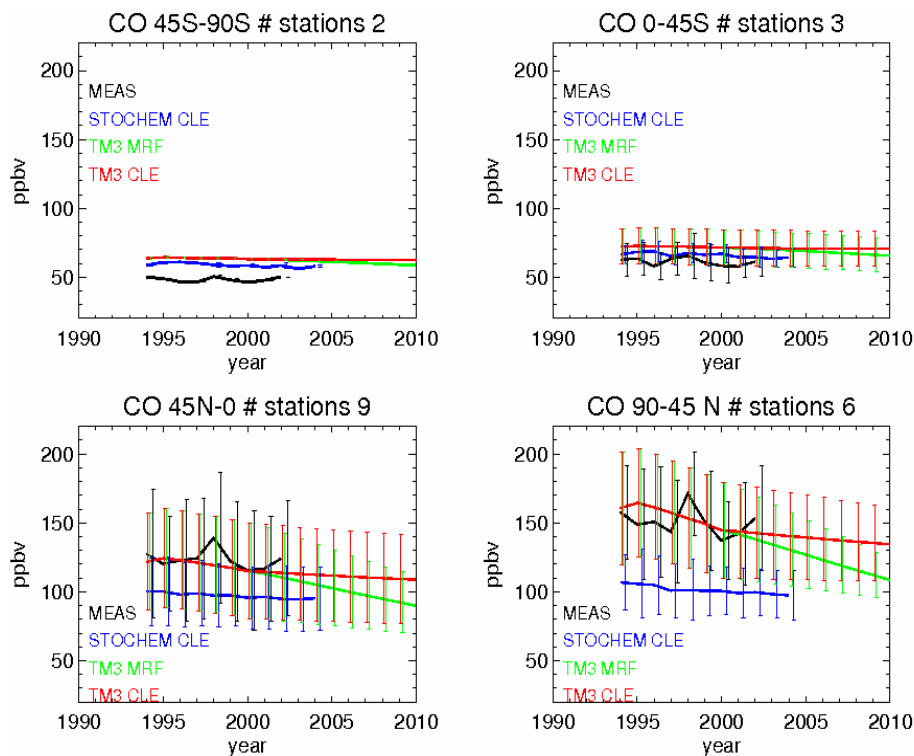 CO 45S-90S # stations 2
200
150
100
50
ppbv
MEAS
STOCHEM CLE
TM3 MRF
TM3 CLE
1990
1995
2000
2005
2010
year
CO 0-45S # stations 3
200
150
100
50
ppbv
MEAS
STOCHEM CLE
TM3 MRF
TM3 CLE
1990
1995
2000
2005
2010
year
CO 45N-0 # stations 9
200
150
100
50
ppbv
MEAS
STOCHEM CLE
TM3 MRF
TM3 CLE
1990
1995
2000
2005
2010
year
CO 90-45 N # stations 6
200
150
100
50
ppbv
MEAS
STOCHEM CLE
TM3 MRF
TM3 CLE
1990
1995
2000
2005
2010
year